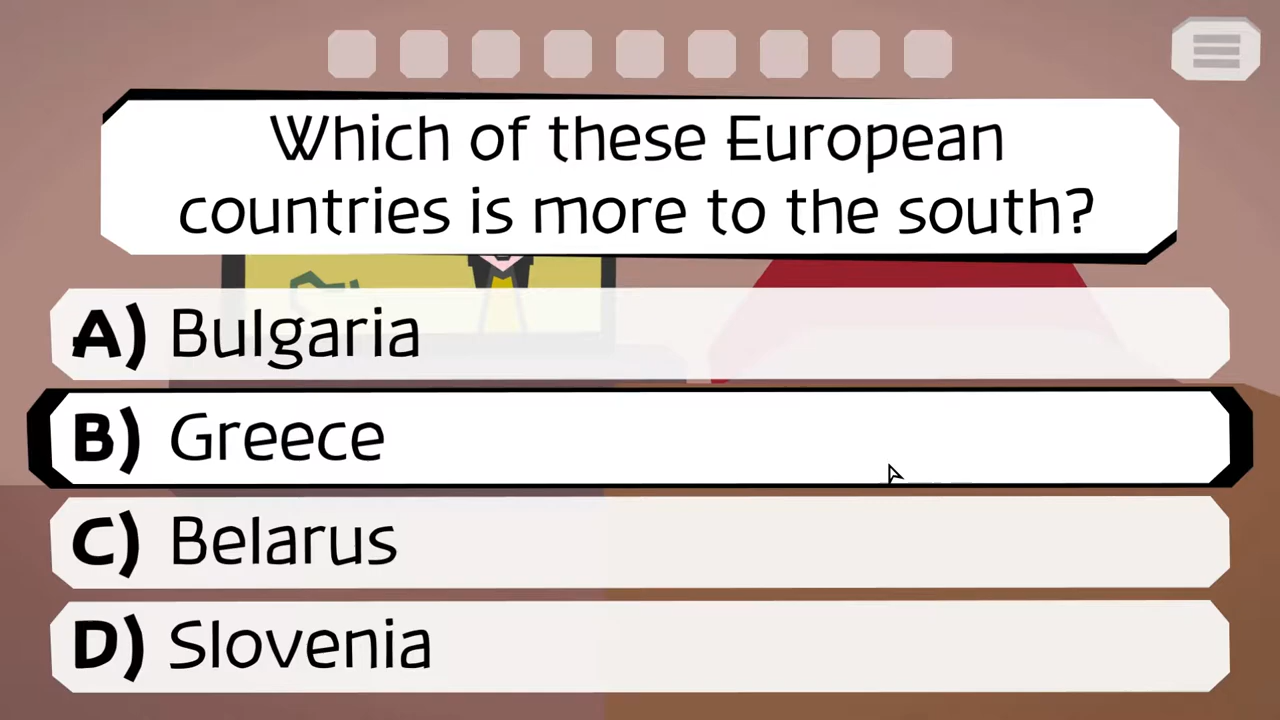 Which of these European
countries is more to the south?
A) Bulgaria
B) Greece
C) Belarus
D) Slovenia